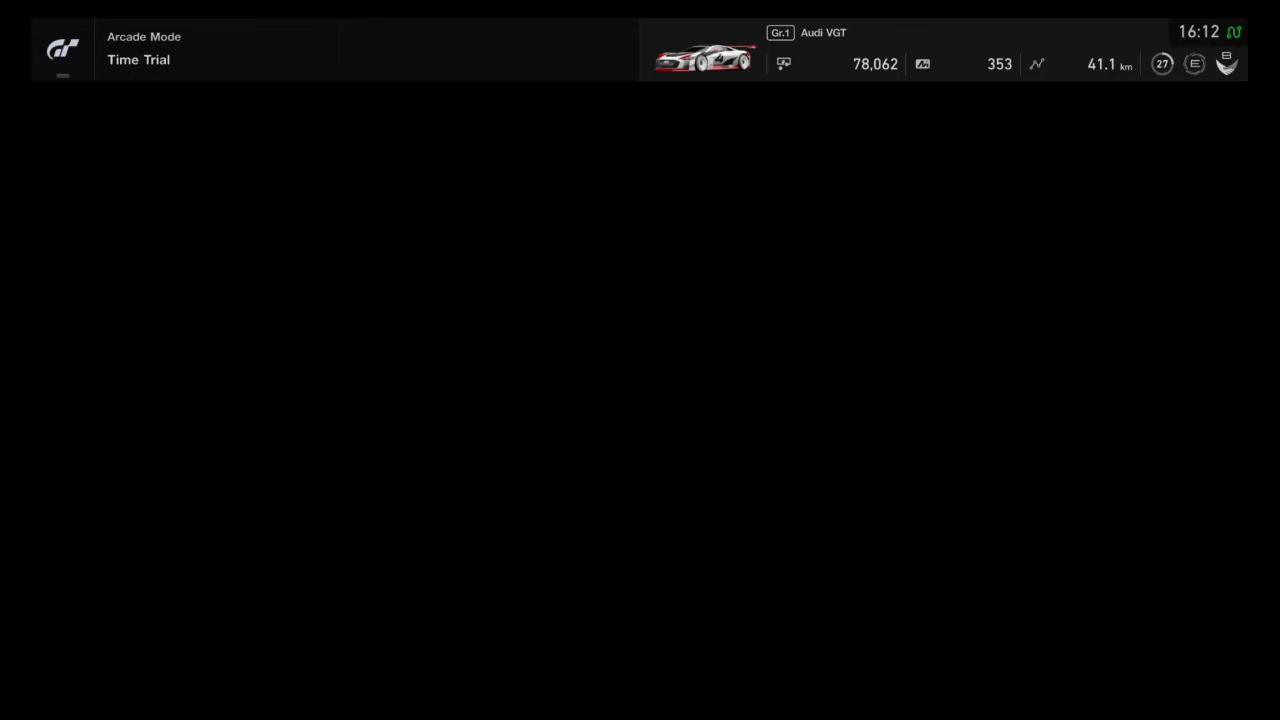 Arcade Mode
Time Trial
Gr.1 Audi VGT
16:12
78,062 353 41.1 km 27 E B